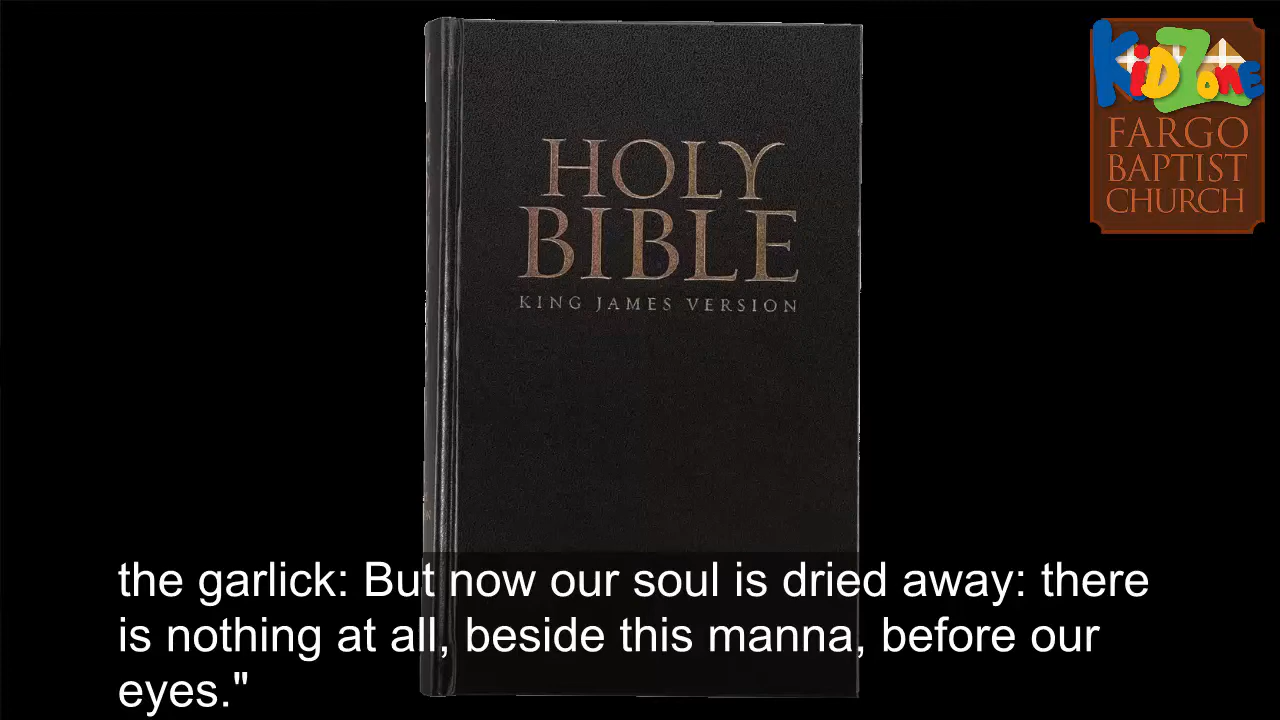 HOLY
BIBLE
KING JAMES VERSION
KidZone
FARGO
BAPTIST
CHURCH
the garlick: But now our soul is dried away: there
is nothing at all, beside this manna, before our
eyes."